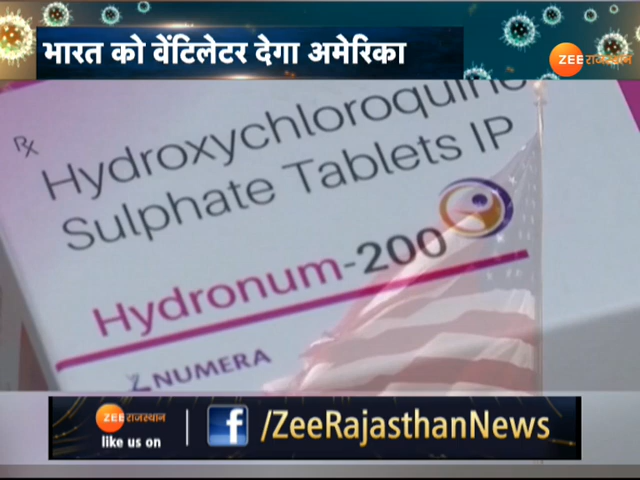 भारत को वेंटिलेटर देगा अमेरिका
ZEE राजस्थान
Rx
Hydroxychloroquine
Sulphate Tablets IP
Hydronum-200
NUMERA
ZEE राजस्थान
like us on
f /ZeeRajasthanNews